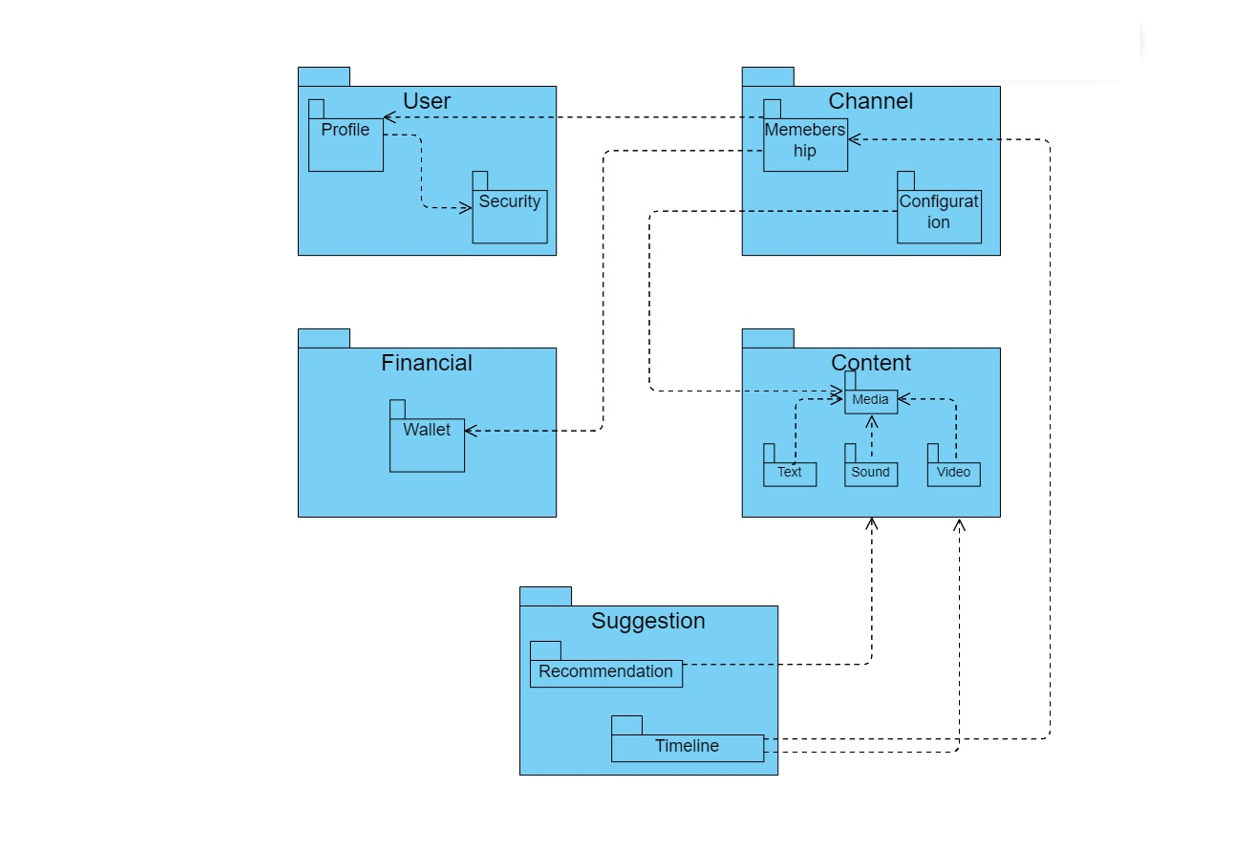 User
Profile
Security
Channel
Memebers
hip
Configurat
ion
Financial
Wallet
Content
Media
Text
Sound
Video
Suggestion
Recommendation
Timeline